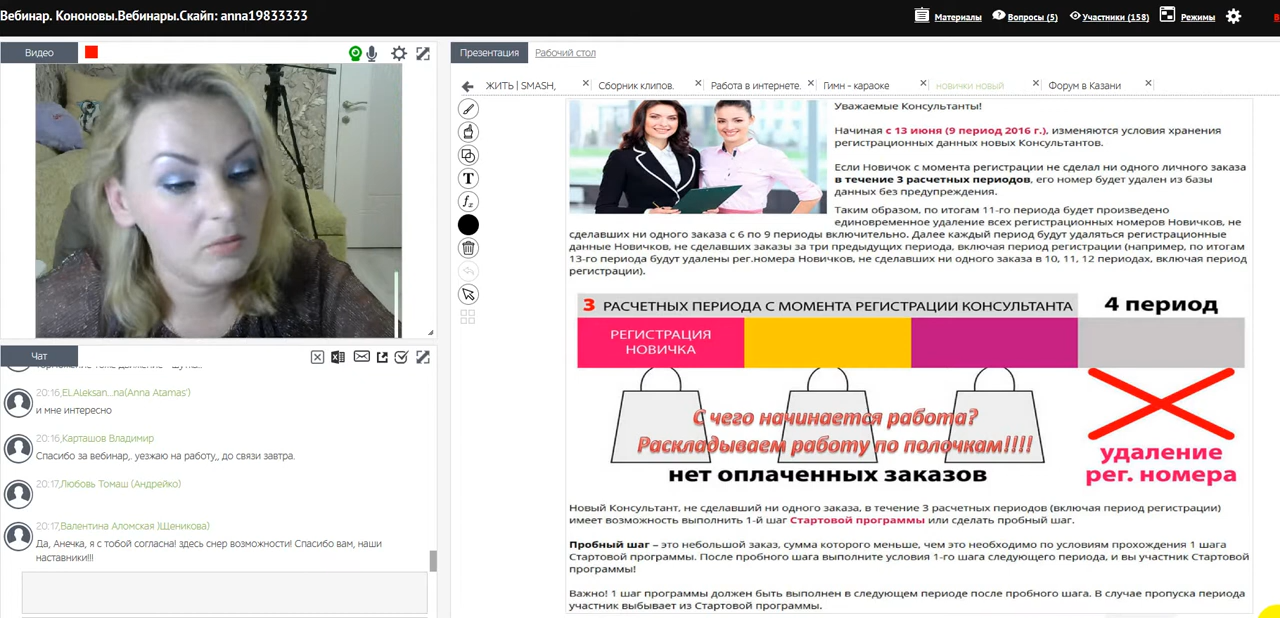 Вебинар. Кононовы.Вебинары.Скайп: anna19833333
Материалы
Вопросы (5)
Участники (158)
Режимы
Видео
Презентация
Рабочий стол
ЖИТЬ | SMASH,
Сборник клипов.
Работа в интернете.
Гимн - караоке
новички новый
Форум в Казани
Уважаемые Консультанты!
Начиная с 13 июня (9 период 2016 г.), изменяются условия хранения
регистрационных данных новых Консультантов.
Если Новичок с момента регистрации не сделал ни одного личного заказа
в течение 3 расчетных периодов, его номер будет удален из базы
данных без предупреждения.
Таким образом, по итогам 11-го периода будет произведено
единовременное удаление всех регистрационных номеров Новичков, не
сделавших ни одного заказа с 6 по 9 периоды включительно. Далее каждый период будут удаляться регистрационные
данные Новичков, не сделавших заказы за три предыдущих периода, включая период регистрации (например, по итогам
13-го периода будут удалены рег.номера Новичков, не сделавших ни одного заказа в 10, 11, 12 периодах, включая период
регистрации).
3 РАСЧЕТНЫХ ПЕРИОДА С МОМЕНТА РЕГИСТРАЦИИ КОНСУЛЬТАНТА
4 период
РЕГИСТРАЦИЯ
НОВИЧКА
С чего начинается работа?
Раскладываем работу по полочкам!!!!
нет оплаченных заказов
удаление
рег. номера
Новый Консультант, не сделавший ни одного заказа, в течение 3 расчетных периодов (включая период регистрации)
имеет возможность выполнить 1-й шаг Стартовой программы или сделать пробный шаг.
Пробный шаг – это небольшой заказ, сумма которого меньше, чем это необходимо по условиям прохождения 1 шага
Стартовой программы. После пробного шага выполните условия 1-го шага следующего периода, и вы участник Стартовой
программы!
Важно! 1 шаг программы должен быть выполнен в следующем периоде после пробного шага. В случае пропуска периода
участник выбывает из Стартовой программы.
Чат
20:16,ELAleksan...na(Anna Atamas')
и мне интересно
20:16,Карташов Владимир
Спасибо за вебинар,. уезжаю на работу,, до связи завтра.
20:17,Любовь Томаш (Андрейко)
20:17,Валентина Аломская )Щеникова)
Да, Анечка, я с тобой согласна! здесь снер возможности! Спасибо вам, наши
наставники!!!